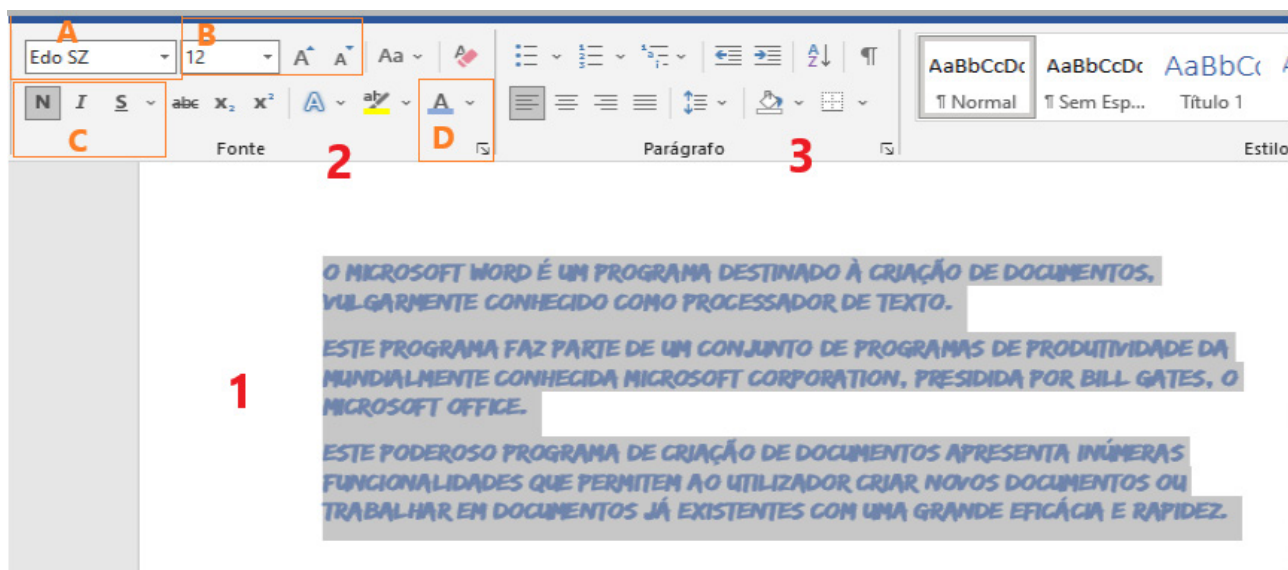 A
B
Edo SZ
12
A A
Aa
A
A
Z
¶
AaBbCcDc
AaBbCcDc
AaBbC
N I S
abc x₂ x²
A
aby
A
¶ Normal
¶ Sem Esp...
Título 1
C
D
Fonte
Parágrafo
Estilo
2
3
O MICROSOFT WORD É UM PROGRAMA DESTINADO À CRIAÇÃO DE DOCUMENTOS,
VULGARMENTE CONHECIDO COMO PROCESSADOR DE TEXTO.
ESTE PROGRAMA FAZ PARTE DE UM CONJUNTO DE PROGRAMAS DE PRODUTIVIDADE DA
1
MUNDIALMENTE CONHECIDA MICROSOFT CORPORATION, PRESIDIDA POR BILL GATES, O
MICROSOFT OFFICE.
ESTE PODEROSO PROGRAMA DE CRIAÇÃO DE DOCUMENTOS APRESENTA INÚMERAS
FUNCIONALIDADES QUE PERMITEM AO UTILIZADOR CRIAR NOVOS DOCUMENTOS OU
TRABALHAR EM DOCUMENTOS JÁ EXISTENTES COM UMA GRANDE EFICÁCIA E RAPIDEZ.